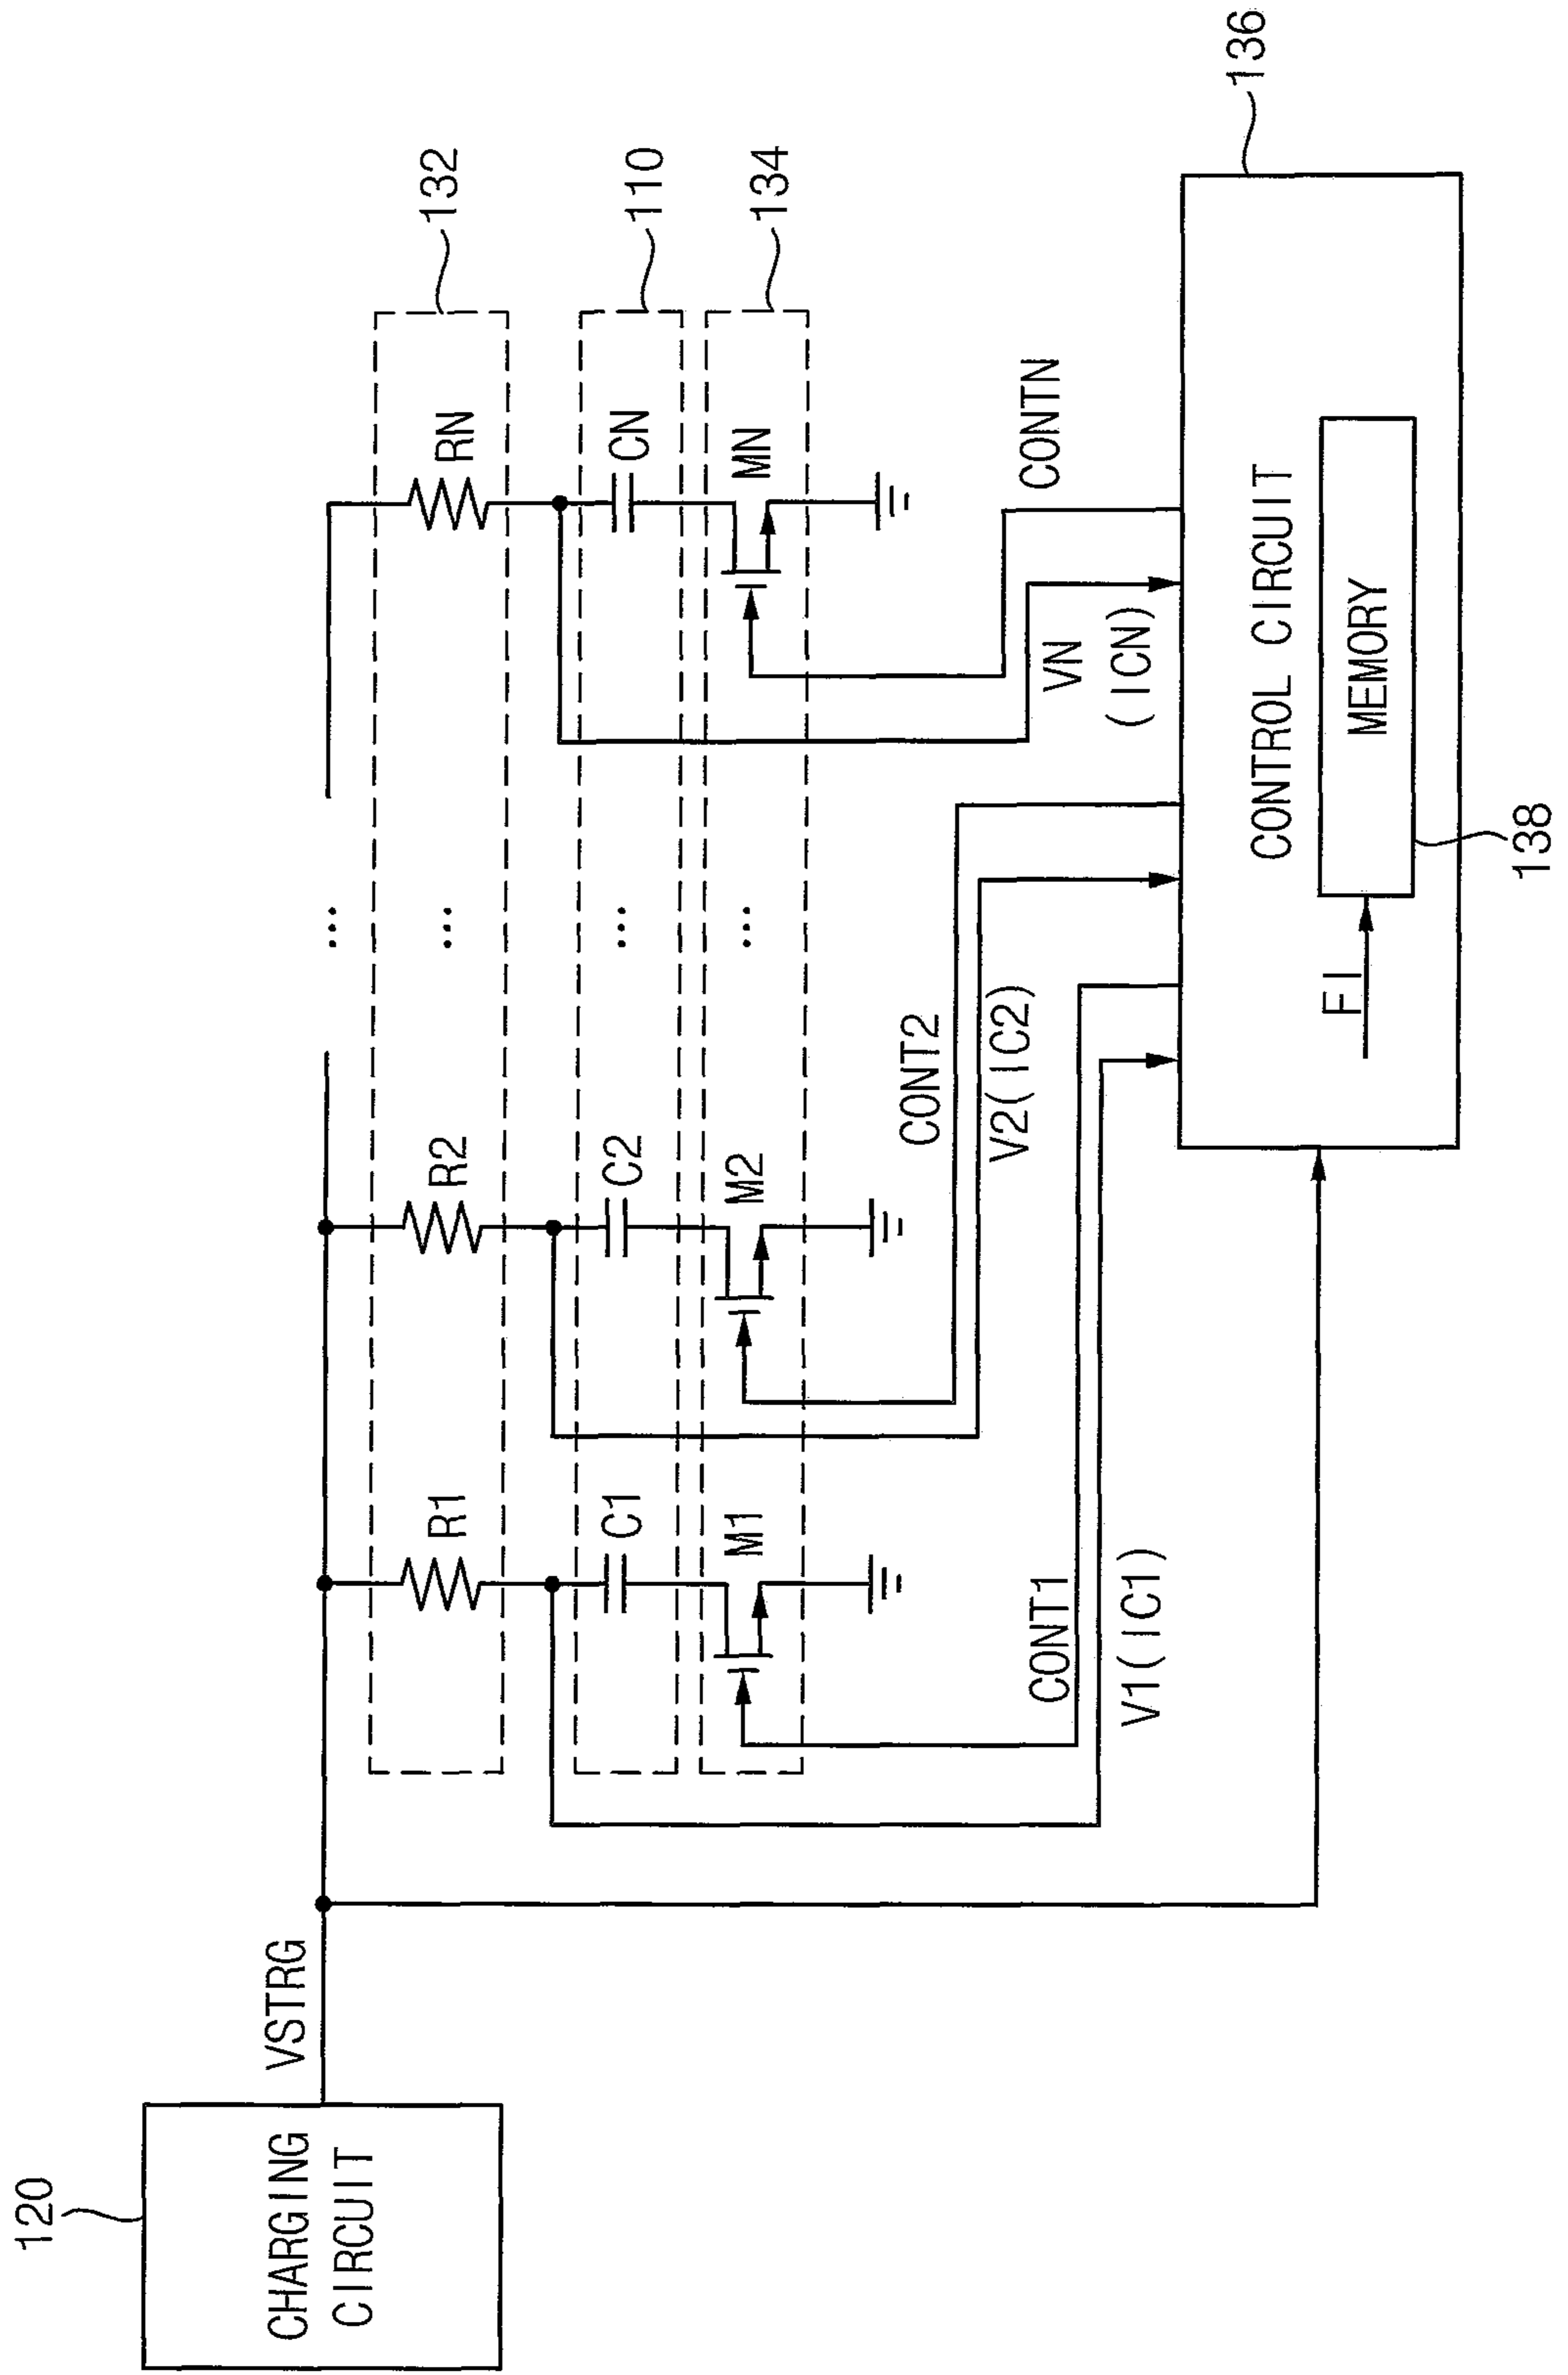 120
CHARGING
CIRCUIT
VSTRG
132
110
134
R1
R2
...
RN
C1
C2
...
CN
M1
M2
...
MN
...
CONT1
V1(IC1)
CONT2
V2(IC2)
CONTN
VN
(ICN)
136
CONTROL CIRCUIT
FI
MEMORY
138